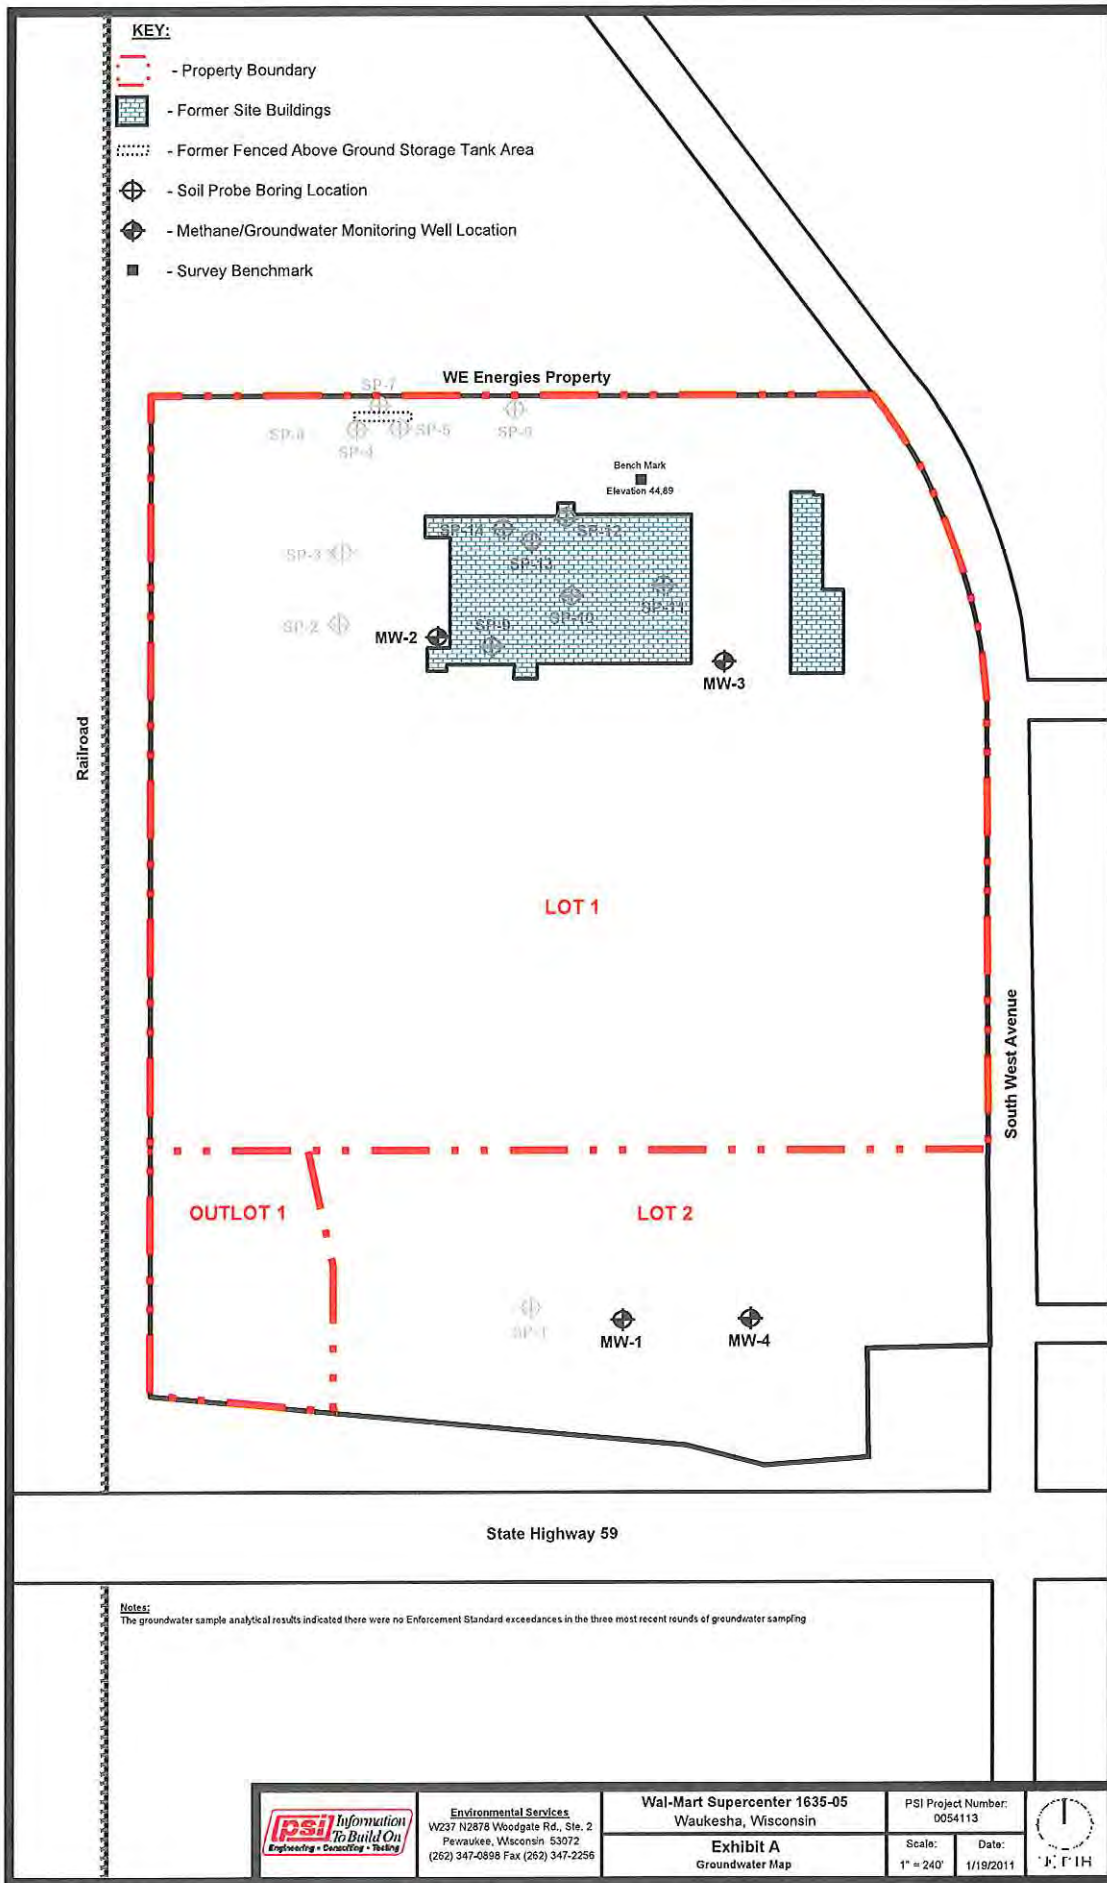 KEY:
- Property Boundary
- Former Site Buildings
- Former Fenced Above Ground Storage Tank Area
- Soil Probe Boring Location
- Methane/Groundwater Monitoring Well Location
- Survey Benchmark
WE Energies Property
SP-7
SP-5
SP-4
Bench Mark
Elevation 44.89
SP-14
SP-12
SP-13
SP-3
SP-11
SP-10
SP-2
SP-9
MW-2
MW-3
Railroad
LOT 1
South West Avenue
OUTLOT 1
LOT 2
SP-1
MW-1
MW-4
State Highway 59
Notes:
The groundwater sample analytical results indicated there were no Enforcement Standard exceedances in the three most recent rounds of groundwater sampling
psi Information
To Build On
Engineering • Consulting • Testing
Environmental Services
W237 N2878 Woodgate Rd., Ste. 2
Pewaukee, Wisconsin 53072
(262) 347-0898 Fax (262) 347-2256
Wal-Mart Supercenter 1635-05
Waukesha, Wisconsin
Exhibit A
Groundwater Map
PSI Project Number:
0054113
Scale:
1" = 240'
Date:
1/19/2011